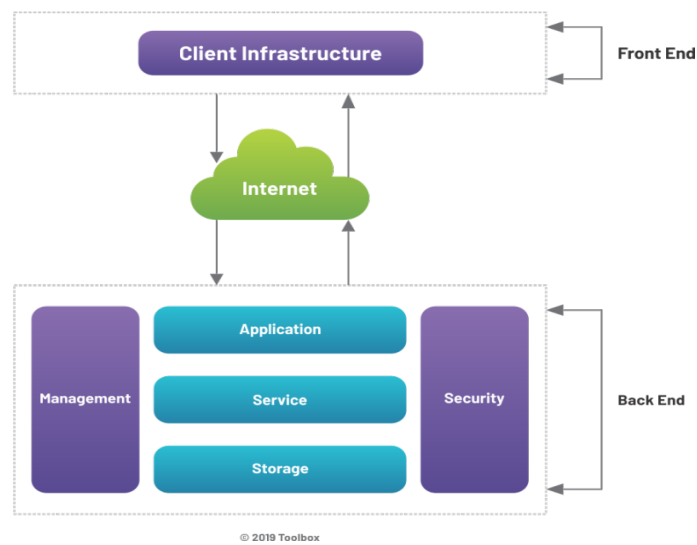 Client Infrastructure
Front End
Internet
Application
Management
Service
Security
Back End
Storage
© 2019 Toolbox